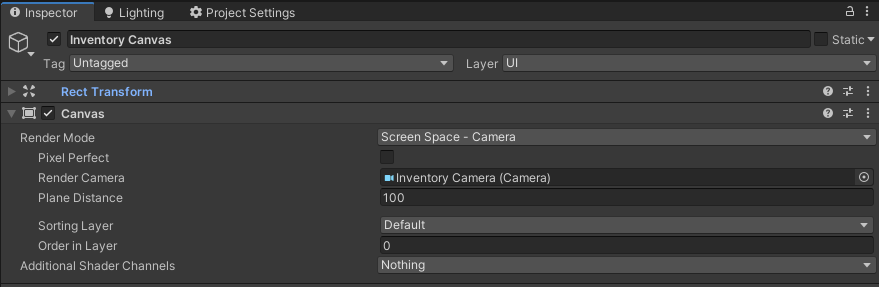 Inspector Lighting Project Settings
Inventory Canvas Static
Tag Untagged Layer UI
Rect Transform
Canvas
Render Mode Screen Space - Camera
Pixel Perfect
Render Camera Inventory Camera (Camera)
Plane Distance 100
Sorting Layer Default
Order in Layer 0
Additional Shader Channels Nothing